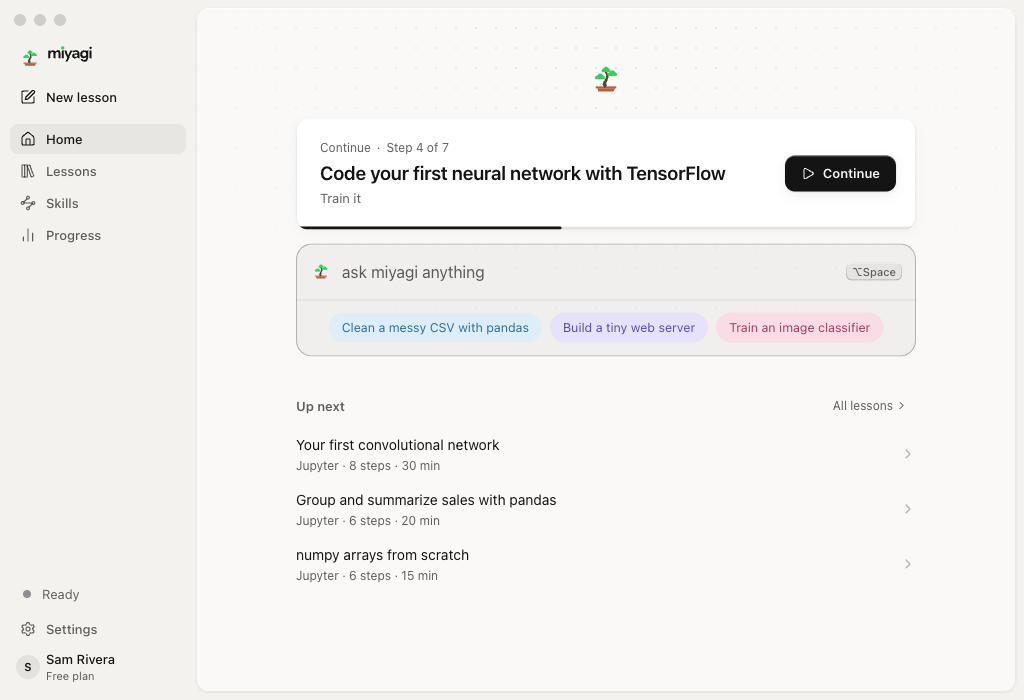 miyagi
New lesson
Home
Lessons
Skills
Progress
Ready
Settings
S
Sam Rivera
Free plan
Continue · Step 4 of 7
Code your first neural network with TensorFlow
Train it
Continue
ask miyagi anything
⌥Space
Clean a messy CSV with pandas
Build a tiny web server
Train an image classifier
Up next
All lessons
Your first convolutional network
Jupyter · 8 steps · 30 min
Group and summarize sales with pandas
Jupyter · 6 steps · 20 min
numpy arrays from scratch
Jupyter · 6 steps · 15 min